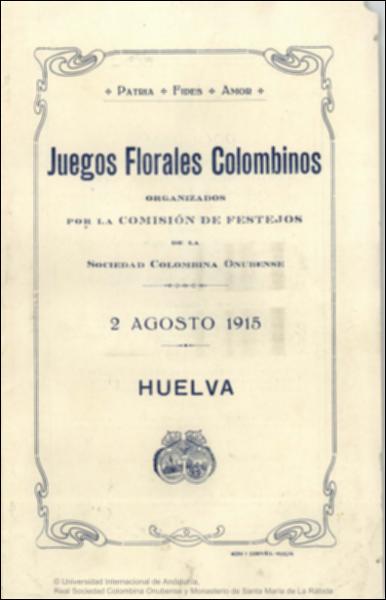 PATRIA FIDES AMOR
Juegos Florales Colombinos
ORGANIZADOS
POR LA COMISIÓN DE FESTEJOS
DE LA
SOCIEDAD COLOMBINA ONUBENSE
2 AGOSTO 1915
HUELVA
© Universidad Internacional de Andalucía,
Real Sociedad Colombina Onubense y Monasterio de Santa María de La Rábida